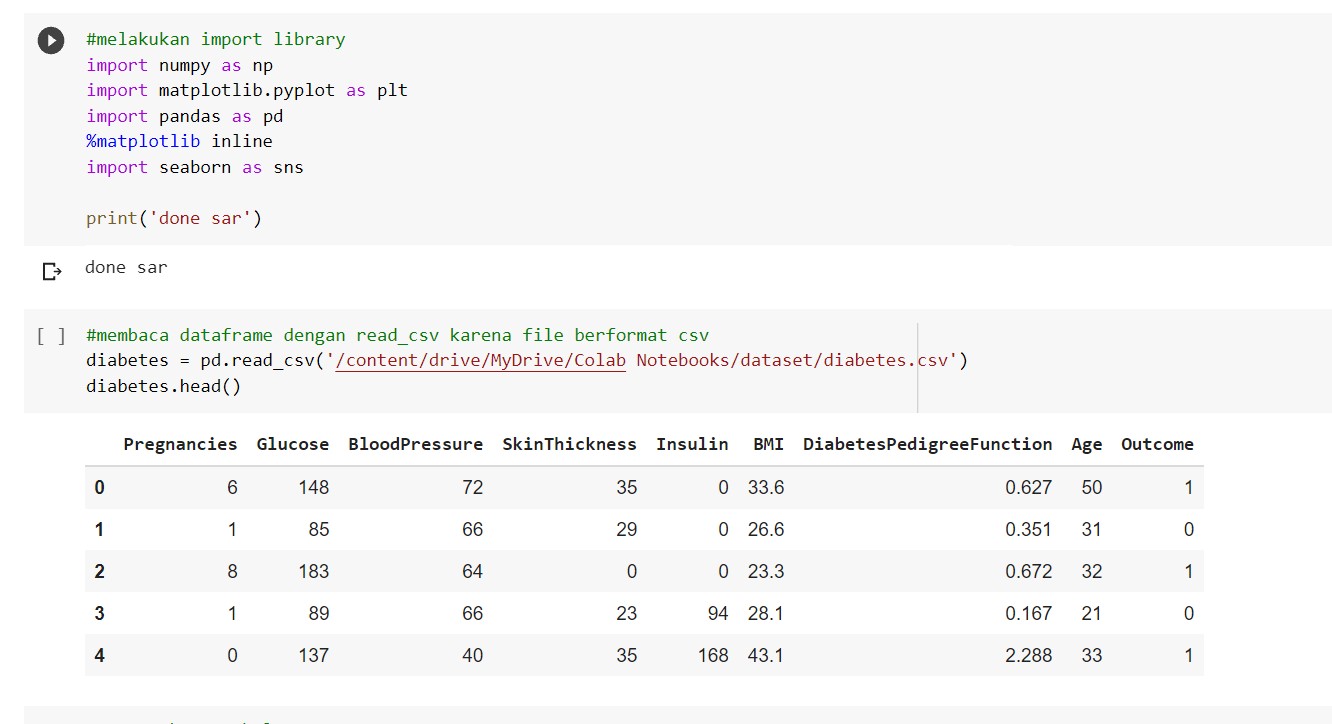 #melakukan import library
import numpy as np
import matplotlib.pyplot as plt
import pandas as pd
%matplotlib inline
import seaborn as sns
print('done sar')
done sar
[ ] #membaca dataframe dengan read_csv karena file berformat csv
diabetes = pd.read_csv('/content/drive/MyDrive/Colab Notebooks/dataset/diabetes.csv')
diabetes.head()
Pregnancies Glucose BloodPressure SkinThickness Insulin BMI DiabetesPedigreeFunction Age Outcome
0 6 148 72 35 0 33.6 0.627 50 1
1 1 85 66 29 0 26.6 0.351 31 0
2 8 183 64 0 0 23.3 0.672 32 1
3 1 89 66 23 94 28.1 0.167 21 0
4 0 137 40 35 168 43.1 2.288 33 1